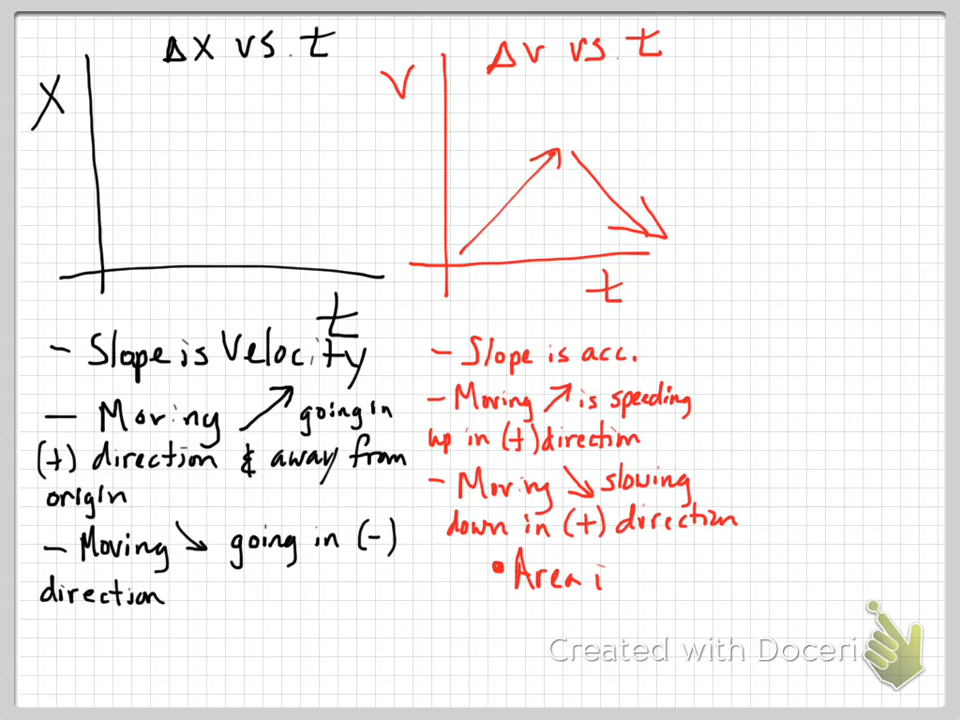 Δx vs. t
X
t
- Slope is Velocity
- Moving ↗ going in
(+) direction & away from
origin
- Moving ↘ going in (-)
direction
Δv vs. t
V
t
- Slope is acc.
- Moving ↗ is speeding
up in (+) direction
- Moving ↘ slowing
down in (+) direction
• Area i
Created with Doceri